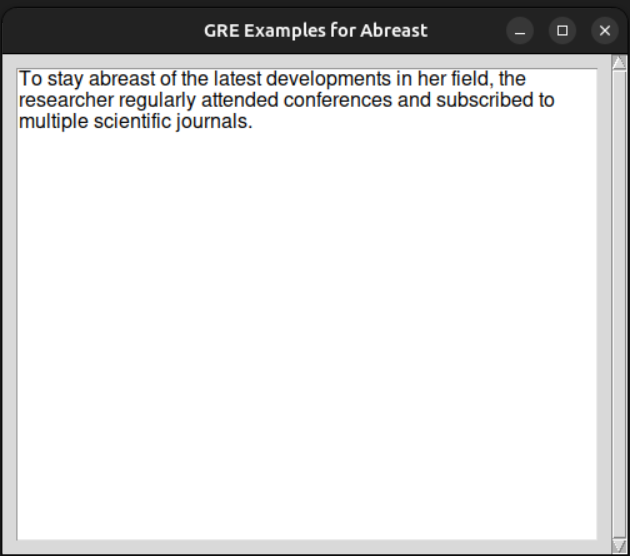 GRE Examples for Abreast
To stay abreast of the latest developments in her field, the
researcher regularly attended conferences and subscribed to
multiple scientific journals.